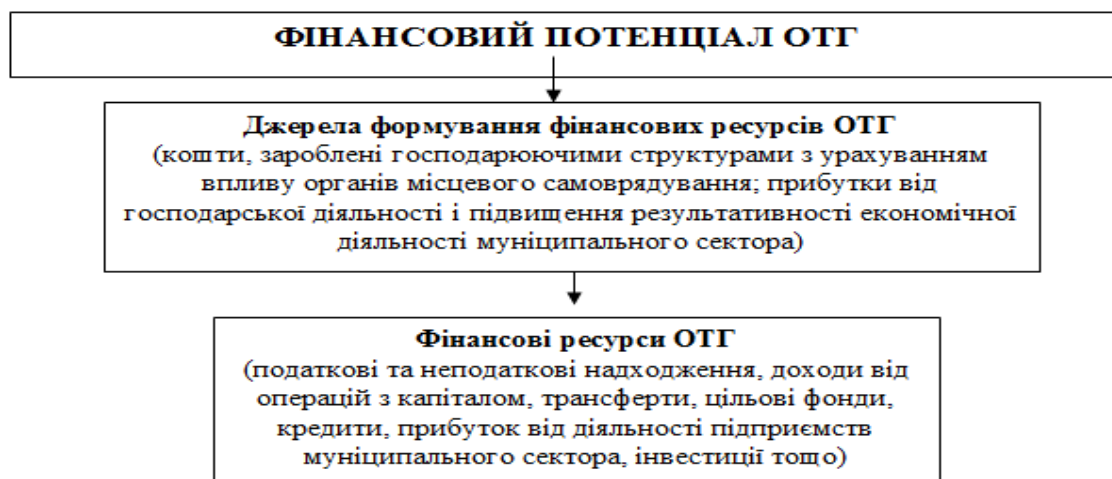 ФІНАНСОВИЙ ПОТЕНЦІАЛ ОТГ
Джерела формування фінансових ресурсів ОТГ
(кошти, зароблені господарюючими структурами з урахуванням
впливу органів місцевого самоврядування; прибутки від
господарської діяльності і підвищення результативності економічної
діяльності муніципального сектора)
Фінансові ресурси ОТГ
(податкові та неподаткові надходження, доходи від
операцій з капіталом, трансферти, цільові фонди,
кредити, прибуток від діяльності підприємств
муніципального сектора, інвестиції тощо)